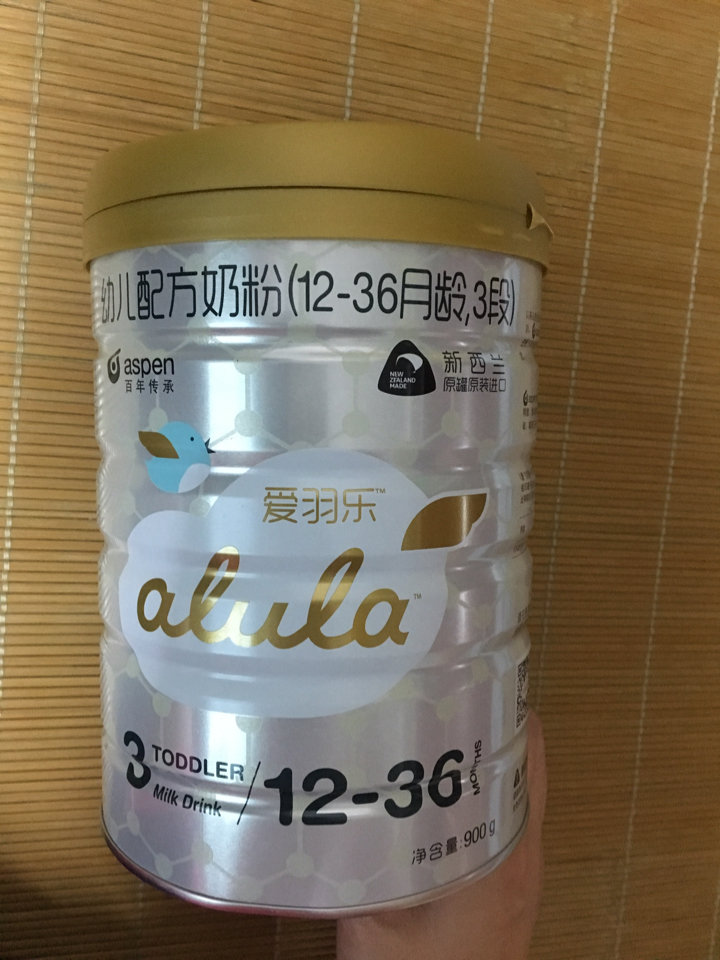 幼儿配方奶粉(12-36月龄,3段)
aspen
百年传承
NEW
ZEALAND
MADE
新西兰
原罐原装进口
爱羽乐™
alula™
3 TODDLER
Milk Drink
/12-36 MONTHS
净含量:900g